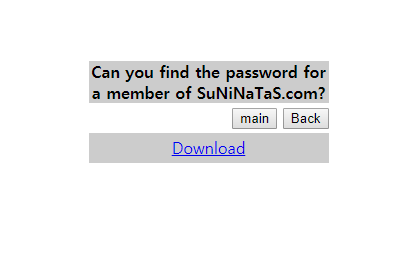 Can you find the password for
a member of SuNiNaTaS.com?
main Back
Download